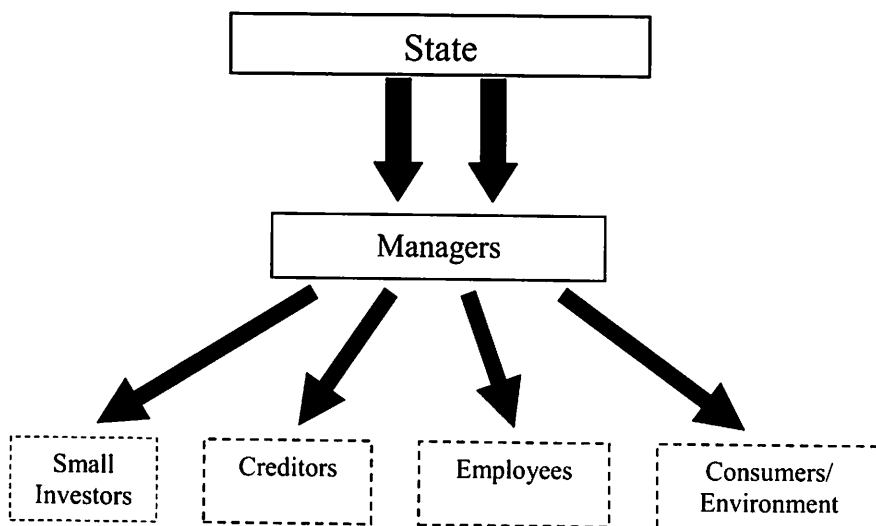 State
Managers
Small
Investors
Creditors
Employees
Consumers/
Environment